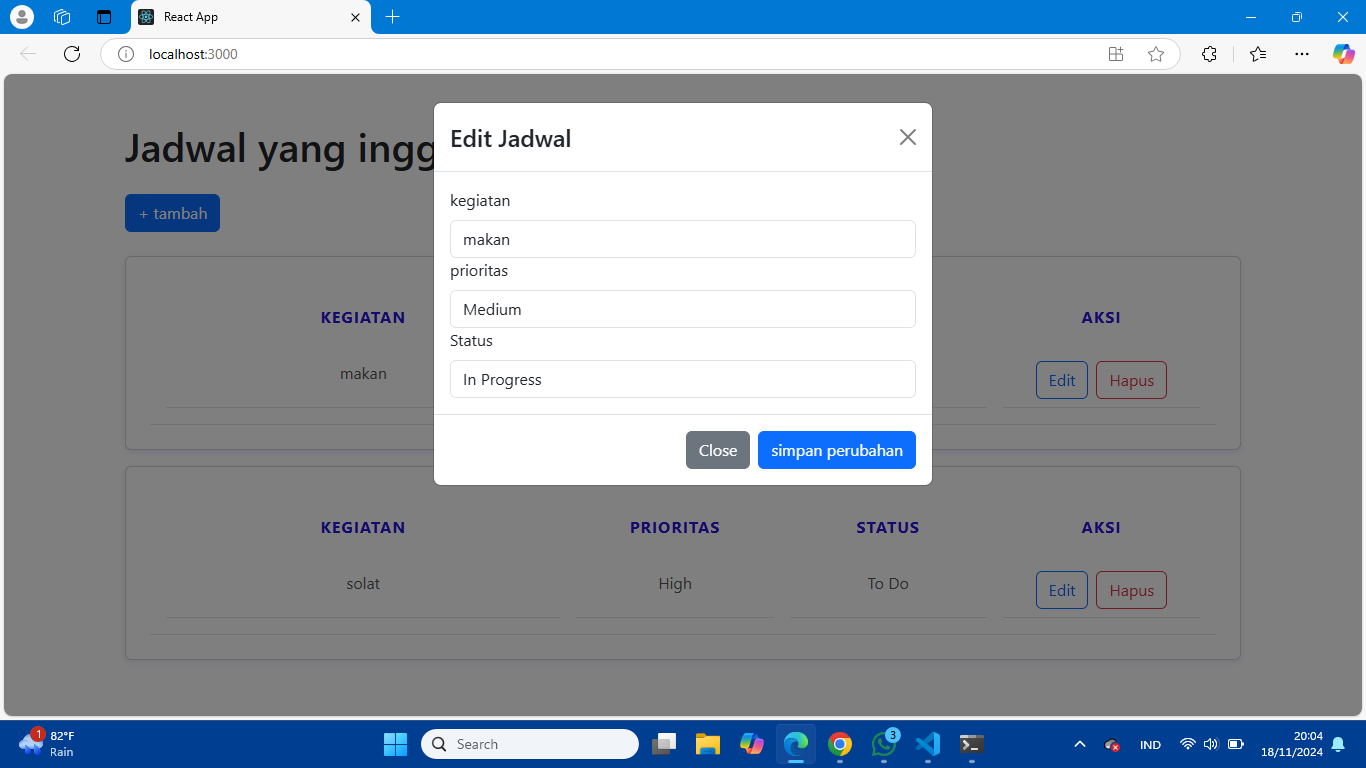 React App
localhost:3000
Edit Jadwal
Jadwal yang ingg
kegiatan
+ tambah
makan
prioritas
Medium
KEGIATAN
AKSI
Status
makan
In Progress
Edit
Hapus
Close
simpan perubahan
KEGIATAN
PRIORITAS
STATUS
AKSI
solat
High
To Do
Edit
Hapus
1
82°F
Rain
Search
3
IND
20:04
18/11/2024